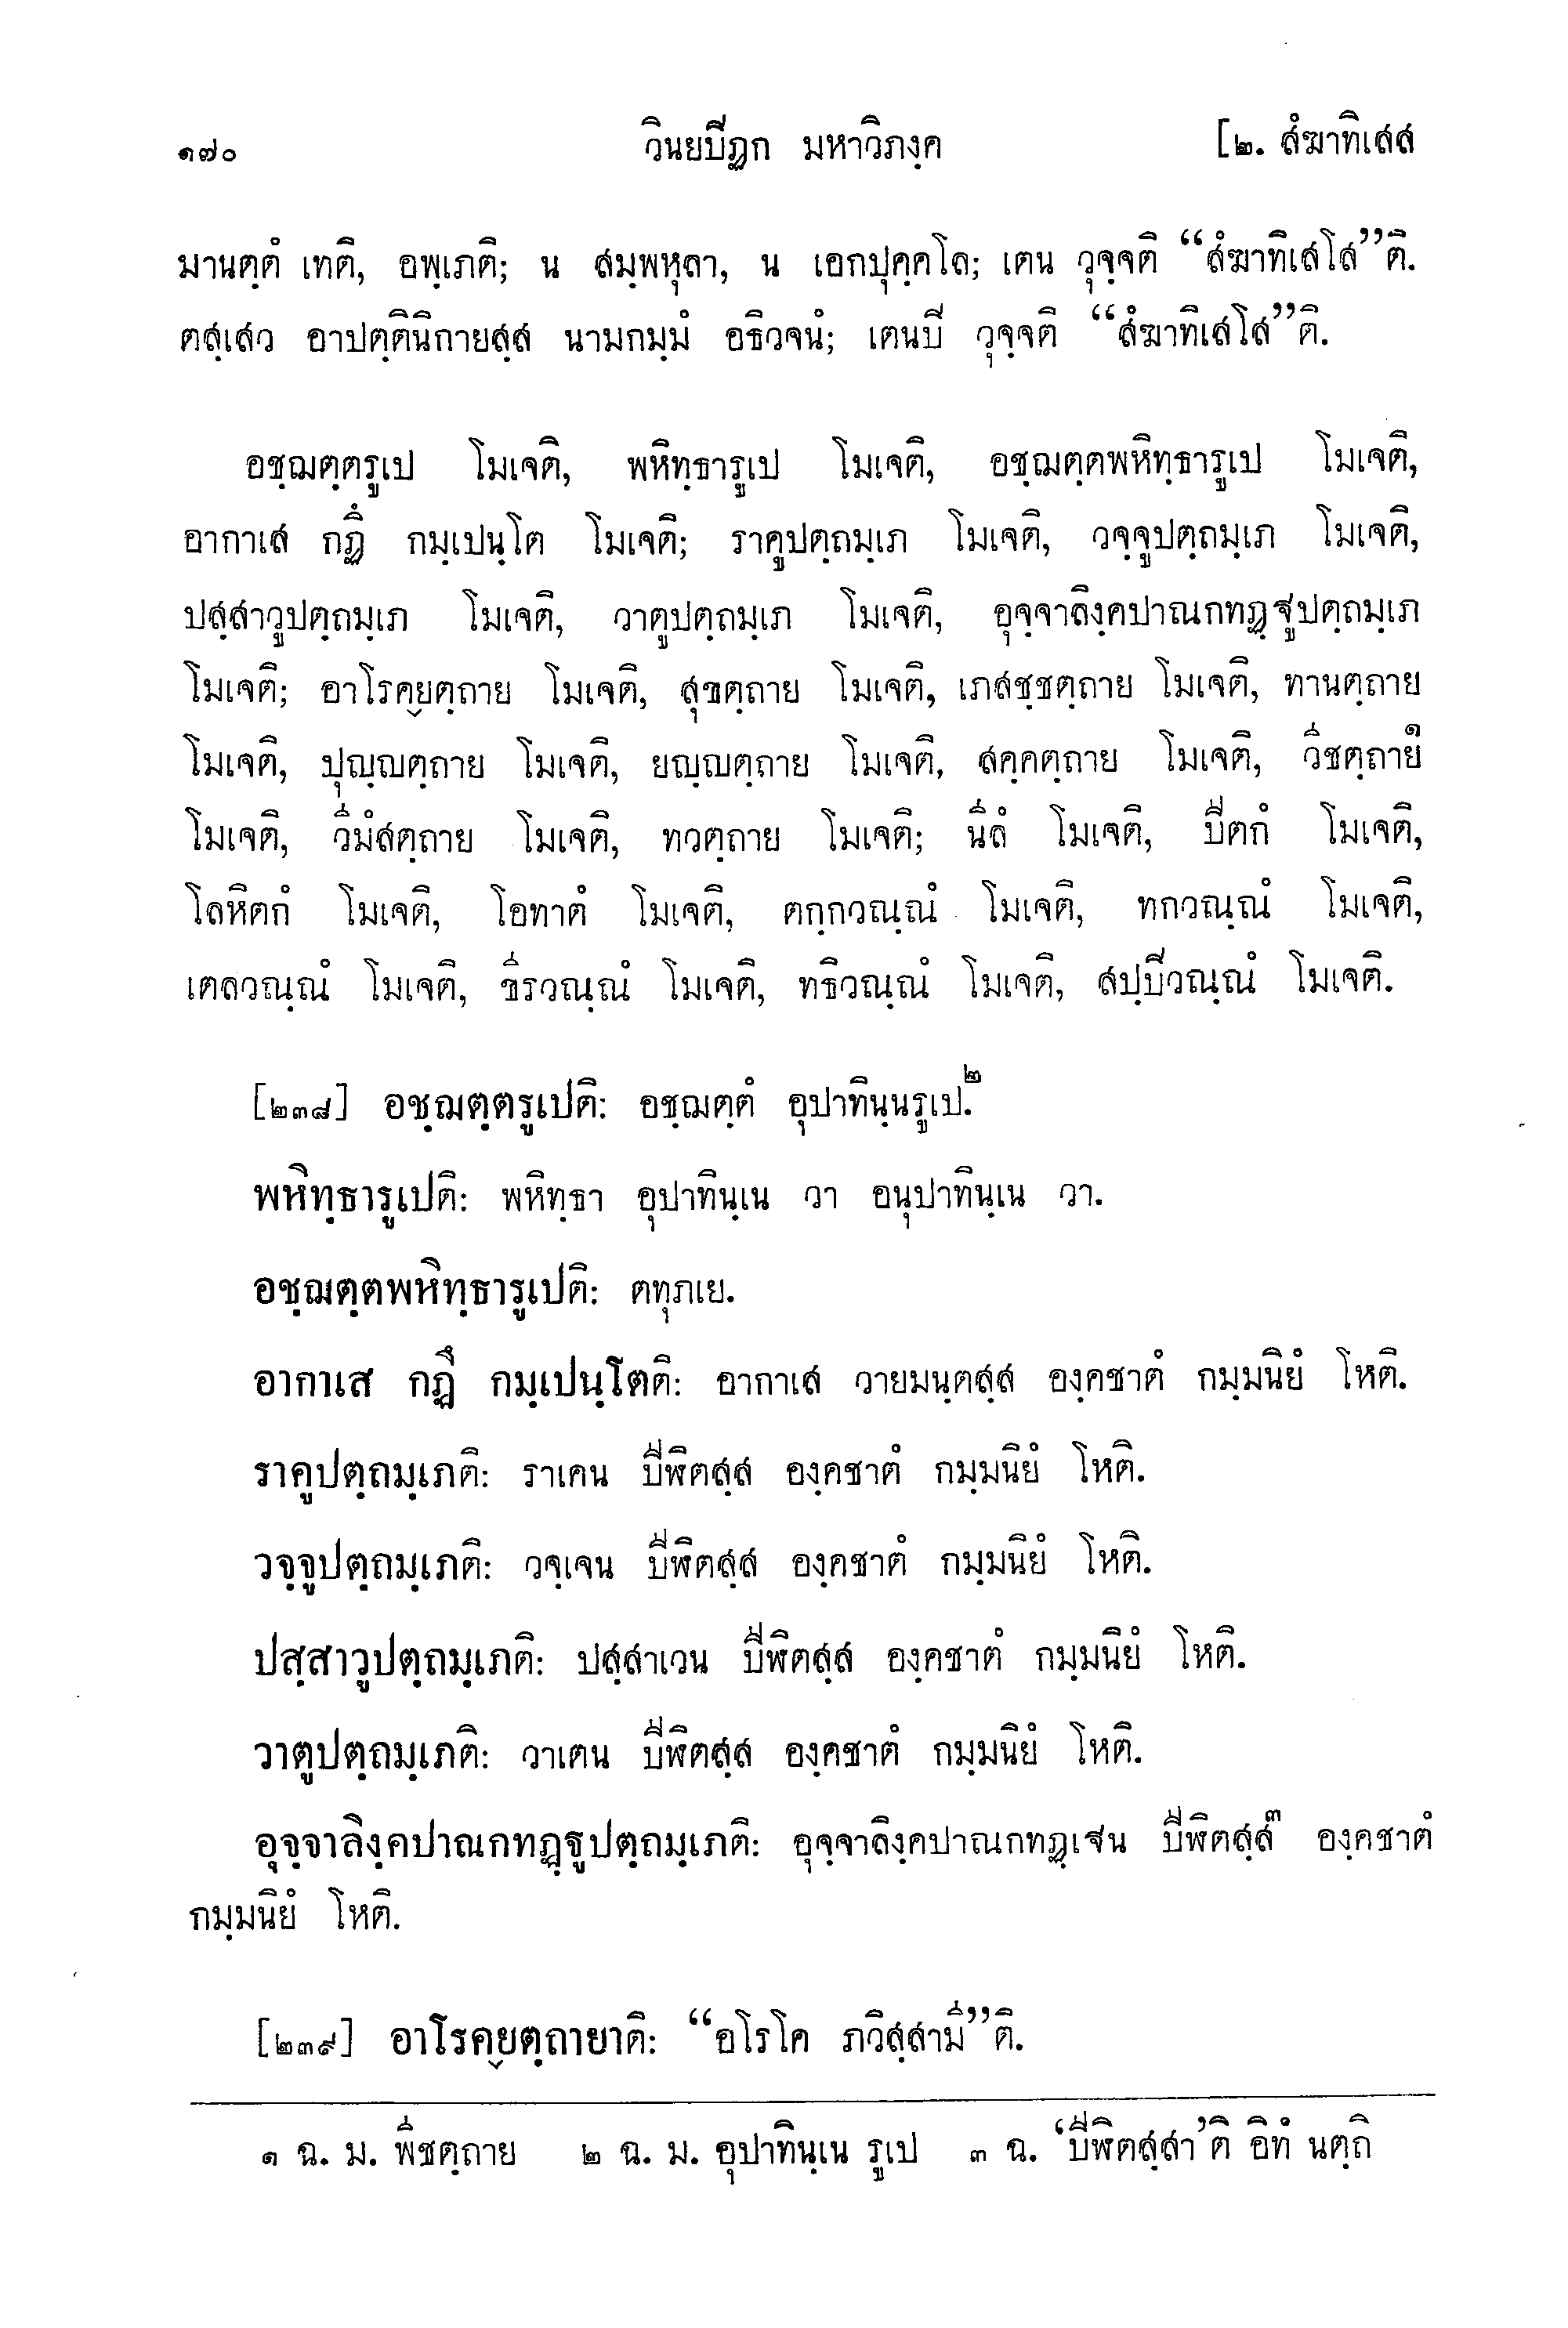 ๑๗๐ วินยปิฏก มหาวิภงฺค [๒. สํฆาทิเสส
มานตฺตํ เทติ, อพฺเภติ; น สมฺพหุลา, น เอกปุคฺคโล; เตน วุจฺจติ “สํฆาทิเสโส”ติ.
ตสฺเสว อาปตฺตินิกายสฺส นามกมฺมํ อธิวจนํ; เตนปิ วุจฺจติ “สํฆาทิเสโส”ติ.
อชฺฌตฺตรูเป โมเจติ, พหิทฺธารูเป โมเจติ, อชฺฌตฺตพหิทฺธารูเป โมเจติ,
อากาเส กฏึ กมฺเปนฺโต โมเจติ; ราคูปตฺถมฺเภ โมเจติ, วจฺจูปตฺถมฺเภ โมเจติ,
ปสฺสาวูปตฺถมฺเภ โมเจติ, วาตูปตฺถมฺเภ โมเจติ, อุจฺจาลิงฺคปาณกทฏฺฐูปตฺถมฺเภ
โมเจติ; อาโรคฺยตฺถาย โมเจติ, สุขตฺถาย โมเจติ, เภสชฺชตฺถาย โมเจติ, ทานตฺถาย
โมเจติ, ปุญฺญตฺถาย โมเจติ, ยญฺญตฺถาย โมเจติ, สคฺคตฺถาย โมเจติ, วีชตฺถาย๑
โมเจติ, วีมํสตฺถาย โมเจติ, ทวตฺถาย โมเจติ; นีลํ โมเจติ, ปีตกํ โมเจติ,
โลหิตกํ โมเจติ, โอทาตํ โมเจติ, ตกฺกวณฺณํ โมเจติ, ทกวณฺณํ โมเจติ,
เตลวณฺณํ โมเจติ, ขีรวณฺณํ โมเจติ, ทธิวณฺณํ โมเจติ, สปฺปิวณฺณํ โมเจติ.
[๒๓๘] อชฺฌตฺตรูเปติ: อชฺฌตฺตํ อุปาทินฺนรูเป.๒
พหิทฺธารูเปติ: พหิทฺธา อุปาทินฺเน วา อนุปาทินฺเน วา.
อชฺฌตฺตพหิทฺธารูเปติ: ตทุภเย.
อากาเส กฏึ กมฺเปนฺโตติ: อากาเส วายมนฺตสฺส องฺคชาตํ กมฺมนิยํ โหติ.
ราคูปตฺถมฺเภติ: ราเคน ปีฬิตสฺส องฺคชาตํ กมฺมนิยํ โหติ.
วจฺจูปตฺถมฺเภติ: วจฺเจน ปีฬิตสฺส องฺคชาตํ กมฺมนิยํ โหติ.
ปสฺสาวูปตฺถมฺเภติ: ปสฺสาเวน ปีฬิตสฺส องฺคชาตํ กมฺมนิยํ โหติ.
วาตูปตฺถมฺเภติ: วาเตน ปีฬิตสฺส องฺคชาตํ กมฺมนิยํ โหติ.
อุจฺจาลิงฺคปาณกทฏฺฐูปตฺถมฺเภติ: อุจฺจาลิงฺคปาณกทฏฺเฐน ปีฬิตสฺส๓ องฺคชาตํ
กมฺมนิยํ โหติ.
[๒๓๙] อาโรคฺยตฺถายาติ: “อโรโค ภวิสฺสามี”ติ.
๑ ฉ. ม. พีชตฺถาย ๒ ฉ. ม. อุปาทินฺเน รูเป ๓ ฉ. ‘ปีฬิตสฺสา’ติ อิทํ นตฺถิ